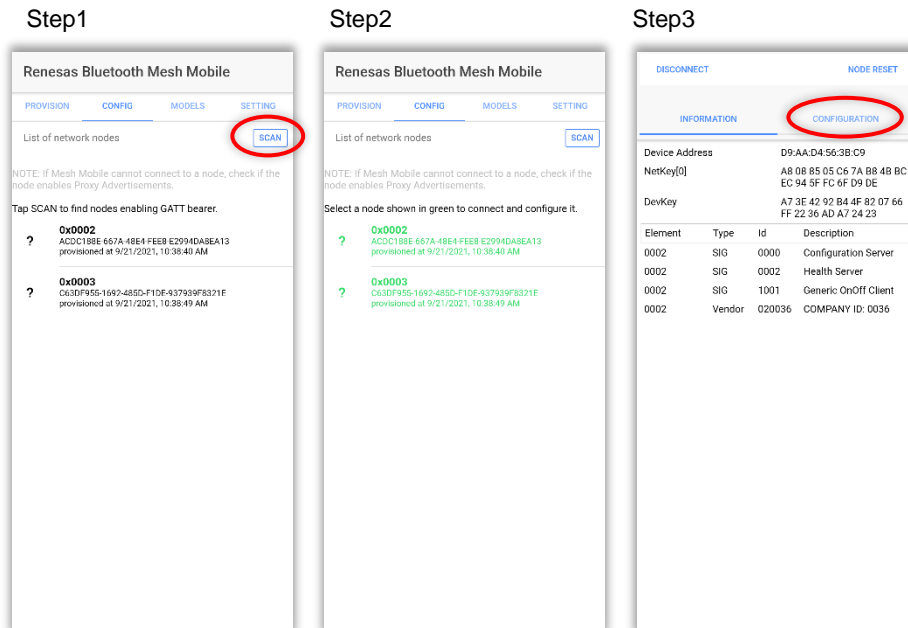 Step1
Renesas Bluetooth Mesh Mobile
PROVISION CONFIG MODELS SETTING
List of network nodes SCAN
NOTE: If Mesh Mobile cannot connect to a node, check if the
node enables Proxy Advertisements.
Tap SCAN to find nodes enabling GATT bearer.
? 0x0002
ACDC188E-667A-48E4-FEE8-E2994DA8EA13
provisioned at 9/21/2021, 10:38:40 AM
? 0x0003
C63DF955-1692-485D-F1DE-937939F8321E
provisioned at 9/21/2021, 10:38:49 AM
Step2
Renesas Bluetooth Mesh Mobile
PROVISION CONFIG MODELS SETTING
List of network nodes SCAN
NOTE: If Mesh Mobile cannot connect to a node, check if the
node enables Proxy Advertisements.
Select a node shown in green to connect and configure it.
? 0x0002
ACDC188E-667A-48E4-FEE8-E2994DA8EA13
provisioned at 9/21/2021, 10:38:40 AM
? 0x0003
C63DF955-1692-485D-F1DE-937939F8321E
provisioned at 9/21/2021, 10:38:49 AM
Step3
DISCONNECT NODE RESET
INFORMATION CONFIGURATION
Device Address D9:AA:D4:56:3B:C9
NetKey[0] A8 08 85 05 C6 7A B8 4B BC
EC 94 5F FC 6F D9 DE
DevKey A7 3E 42 92 B4 4F 82 07 66
FF 22 36 AD A7 24 23
Element Type Id Description
0002 SIG 0000 Configuration Server
0002 SIG 0002 Health Server
0002 SIG 1001 Generic OnOff Client
0002 Vendor 020036 COMPANY ID: 0036